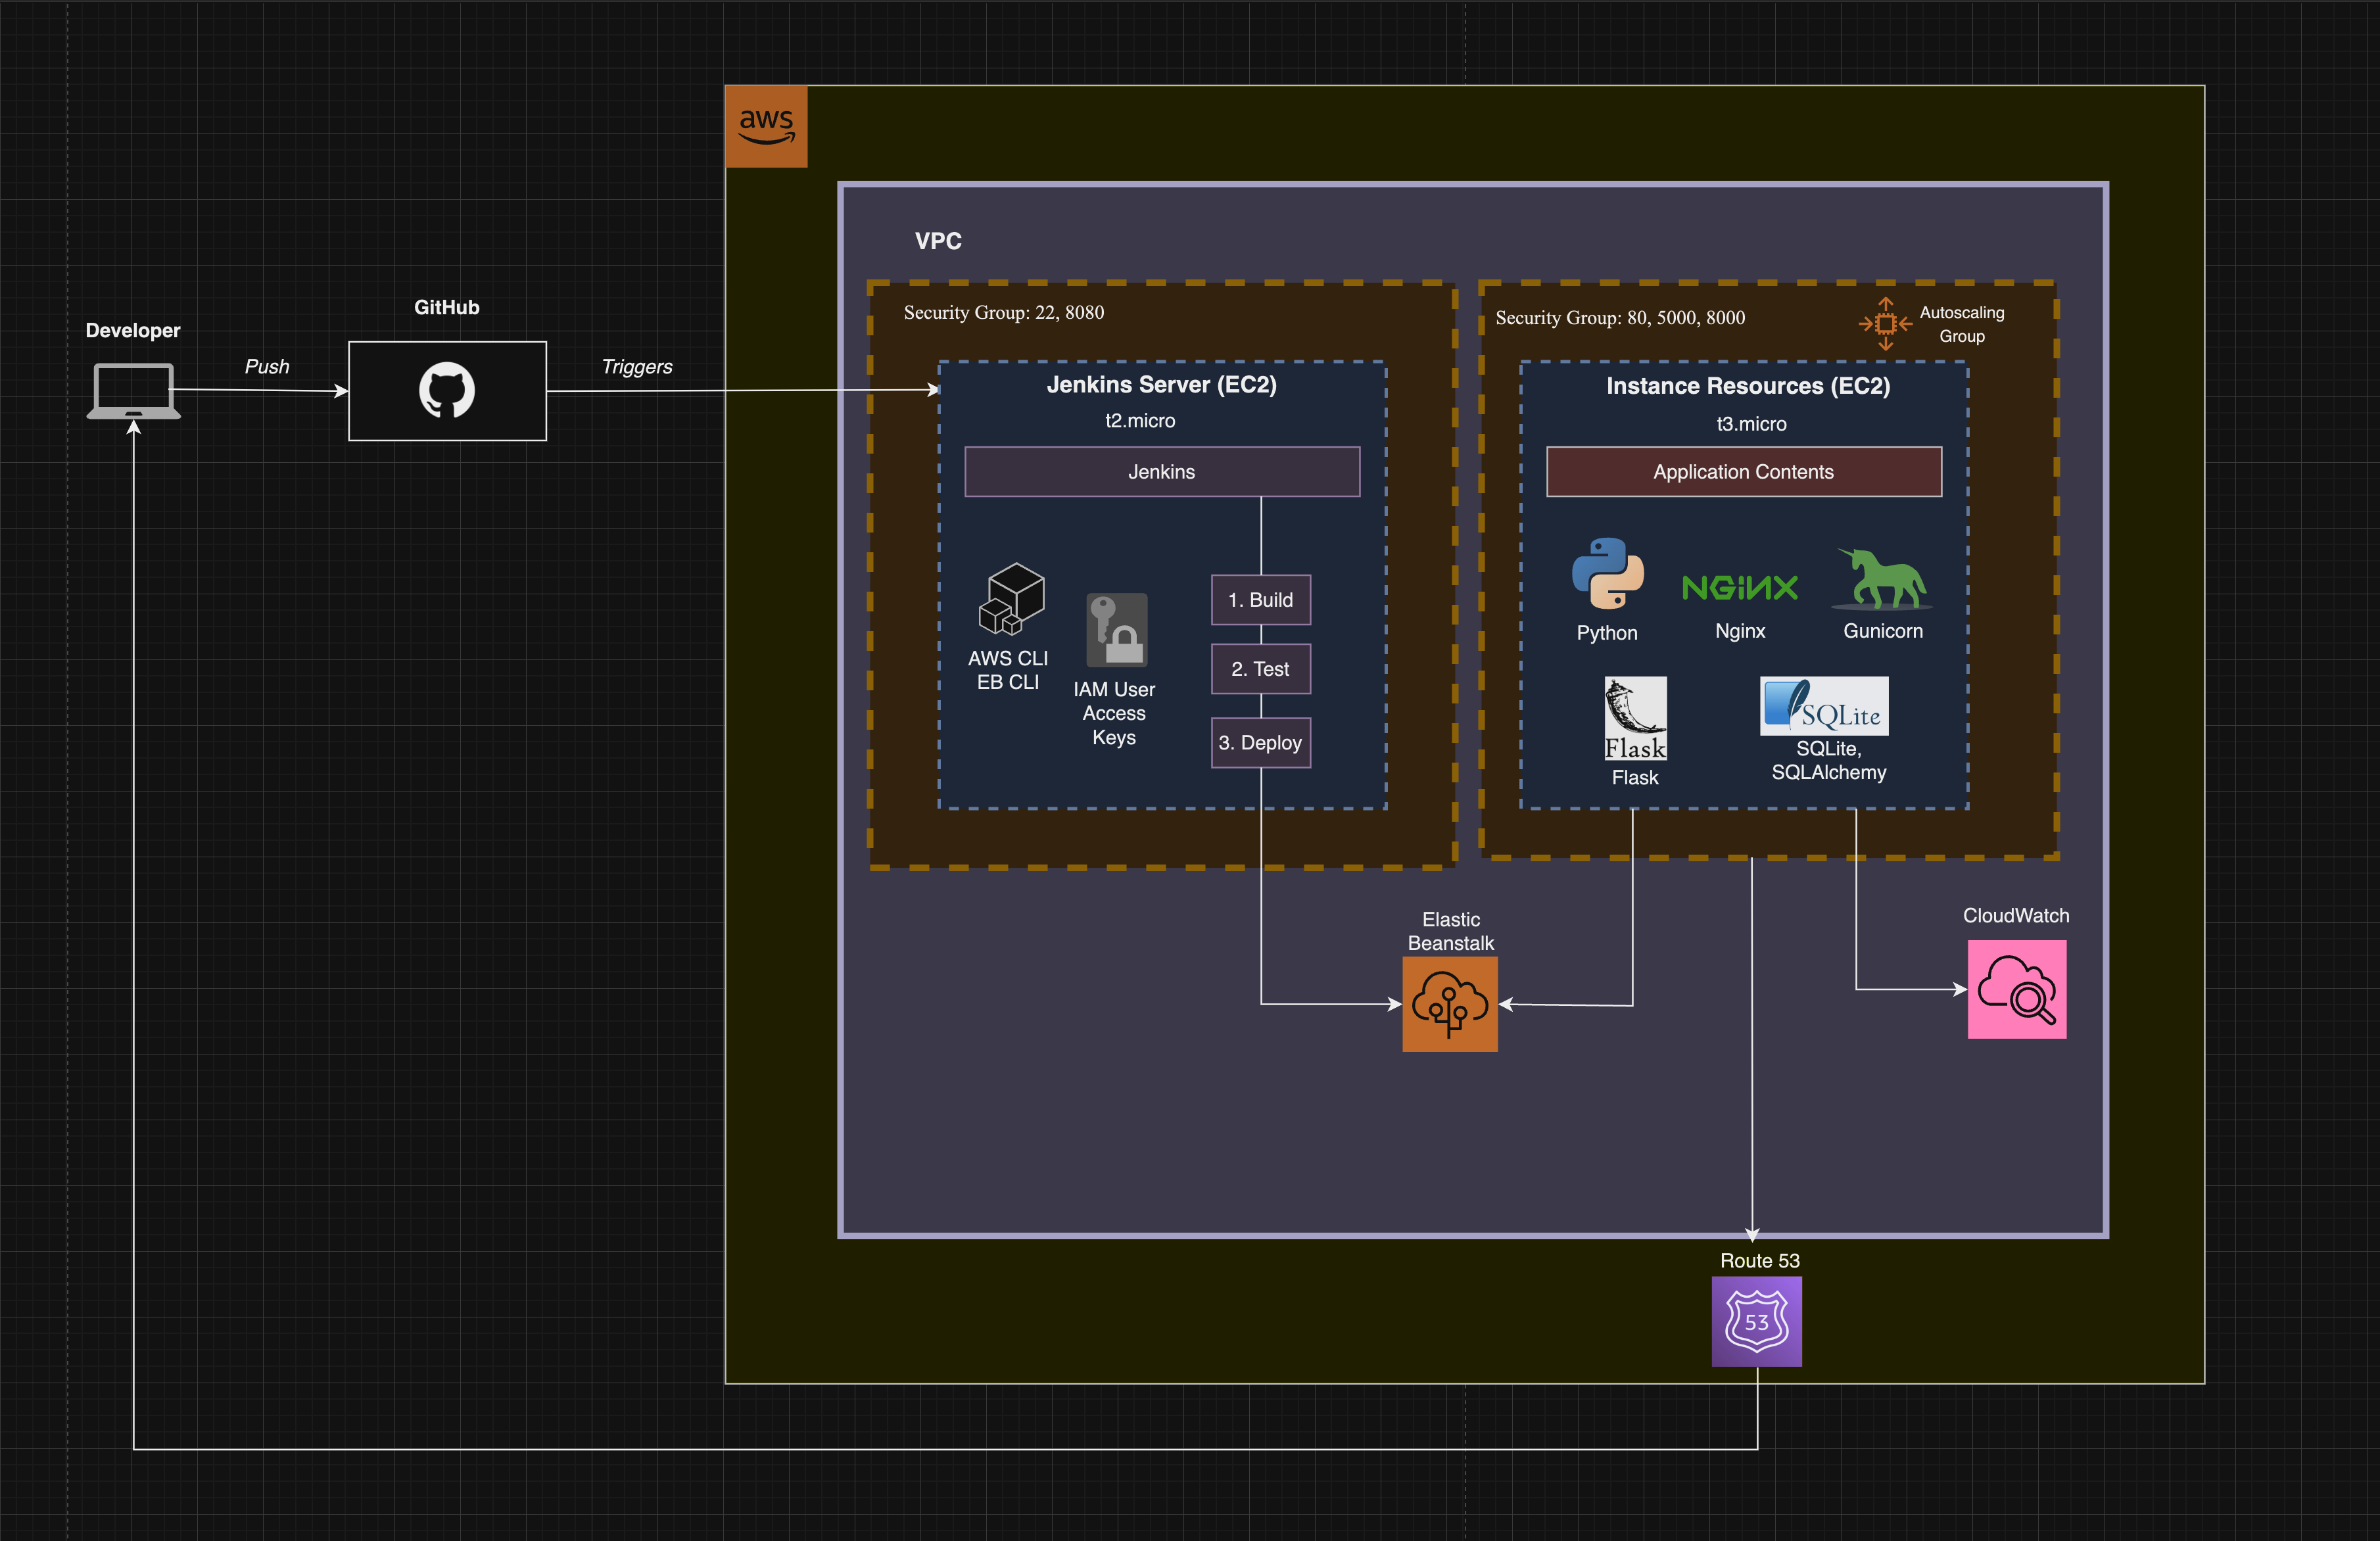 aws
VPC
GitHub
Developer
Push
Triggers
Security Group: 22, 8080
Jenkins Server (EC2)
t2.micro
Jenkins
AWS CLI
EB CLI
IAM User
Access
Keys
1. Build
2. Test
3. Deploy
Security Group: 80, 5000, 8000
Autoscaling
Group
Instance Resources (EC2)
t3.micro
Application Contents
Python
NGINX
Nginx
Gunicorn
Flask
Flask
SQLite
SQLite,
SQLAlchemy
Elastic
Beanstalk
CloudWatch
Route 53
53